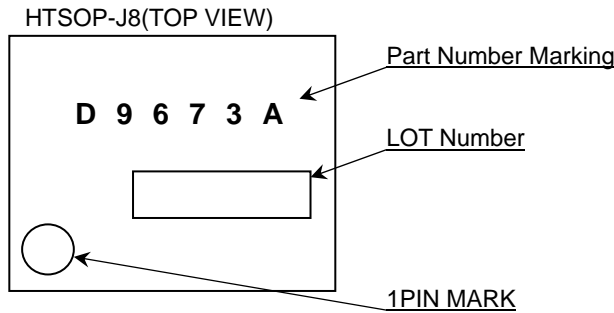 HTSOP-J8(TOP VIEW)
Part Number Marking
D 9 6 7 3 A
LOT Number
1PIN MARK